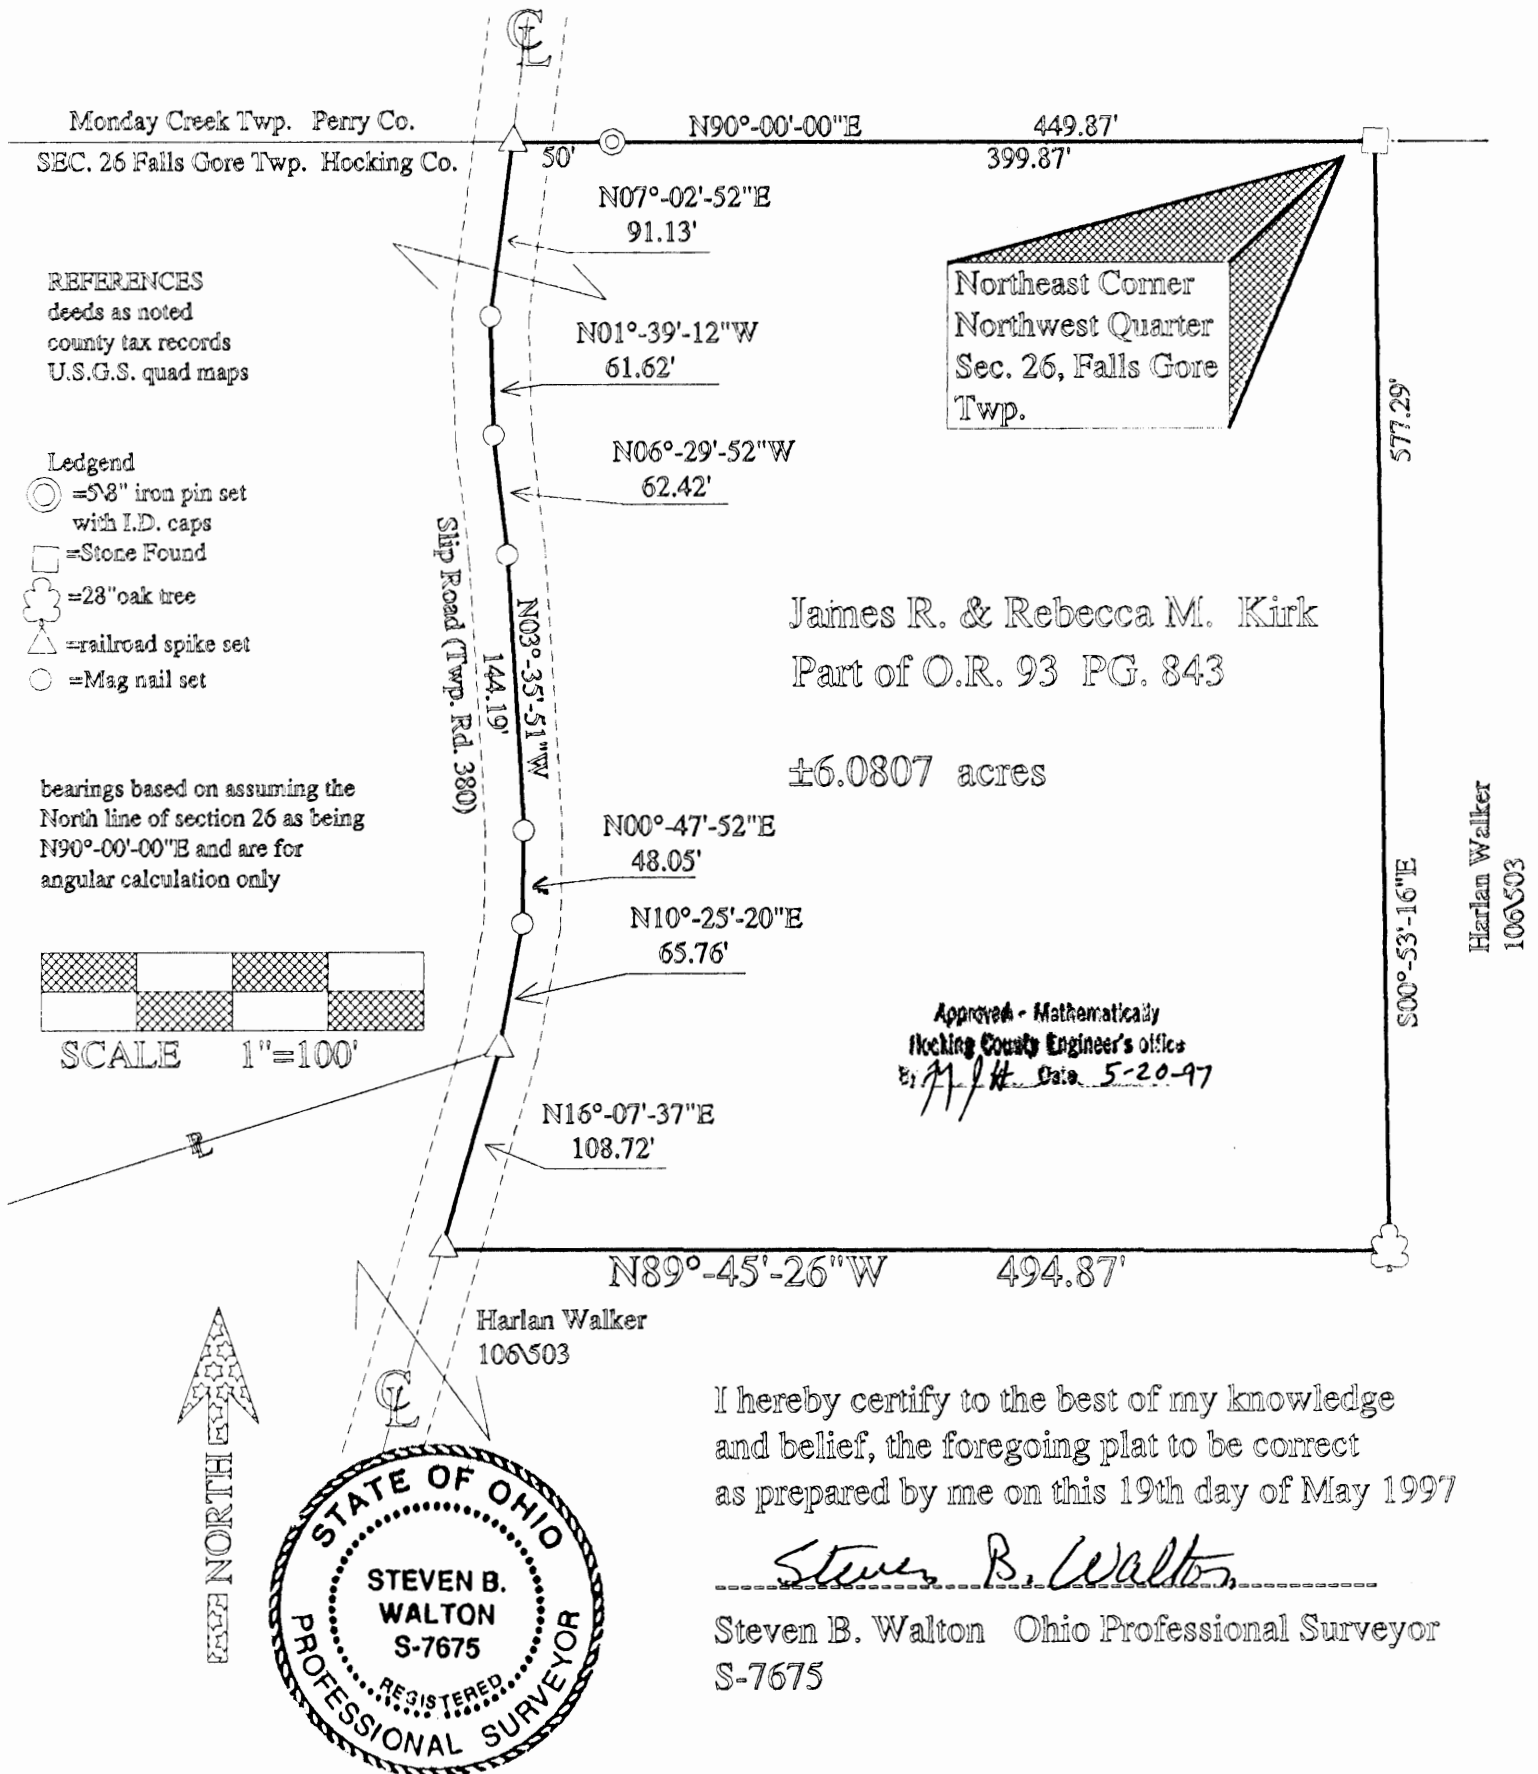 CL
Monday Creek Twp. Perry Co.
SEC. 26 Falls Gore Twp. Hocking Co.
N90°-00'-00"E 449.87'
50' 399.87'
N07°-02'-52"E
91.13'
REFERENCES
deeds as noted
county tax records
U.S.G.S. quad maps
Northeast Corner
Northwest Quarter
Sec. 26, Falls Gore
Twp.
N01°-39'-12"W
61.62'
577.29'
N06°-29'-52"W
62.42'
Ledgend
=5\8" iron pin set
with I.D. caps
=Stone Found
=28"oak tree
=railroad spike set
=Mag nail set
Slip Road (Twp. Rd. 380)
N03°-35'-51"W
144.19'
James R. & Rebecca M. Kirk
Part of O.R. 93 PG. 843
±6.0807 acres
bearings based on assuming the
North line of section 26 as being
N90°-00'-00"E and are for
angular calculation only
N00°-47'-52"E
48.05'
N10°-25'-20"E
65.76'
S00°-53'-16"E
Harlan Walker
106\503
SCALE 1"=100'
Approved - Mathematically
Hocking County Engineer's office
By Date 5-20-97
PL
N16°-07'-37"E
108.72'
N89°-45'-26"W 494.87'
Harlan Walker
106\503
CL
NORTH
I hereby certify to the best of my knowledge
and belief, the foregoing plat to be correct
as prepared by me on this 19th day of May 1997
Steven B. Walton
Steven B. Walton Ohio Professional Surveyor
S-7675
STATE OF OHIO
STEVEN B.
WALTON
S-7675
REGISTERED
PROFESSIONAL SURVEYOR